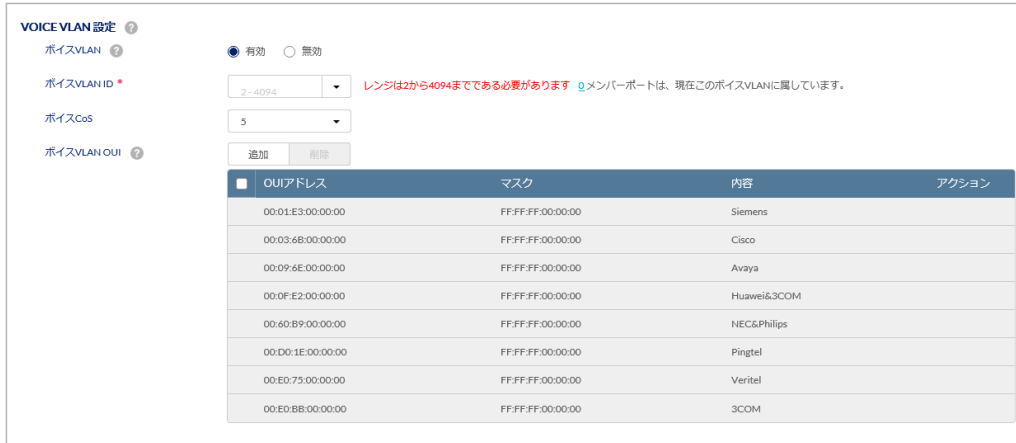 VOICE VLAN 設定 ?
ボイスVLAN ? 有効 無効
ボイスVLAN ID * 2-4094 レンジは2から4094までである必要があります 0 メンバーポートは、現在このボイスVLANに属しています。
ボイスCoS 5
ボイスVLAN OUI ? 追加 削除
OUIアドレス マスク 内容 アクション
00:01:E3:00:00:00 FF:FF:FF:00:00:00 Siemens
00:03:6B:00:00:00 FF:FF:FF:00:00:00 Cisco
00:09:6E:00:00:00 FF:FF:FF:00:00:00 Avaya
00:0F:E2:00:00:00 FF:FF:FF:00:00:00 Huawei&3COM
00:60:B9:00:00:00 FF:FF:FF:00:00:00 NEC&Philips
00:D0:1E:00:00:00 FF:FF:FF:00:00:00 Pingtel
00:E0:75:00:00:00 FF:FF:FF:00:00:00 Veritel
00:E0:BB:00:00:00 FF:FF:FF:00:00:00 3COM